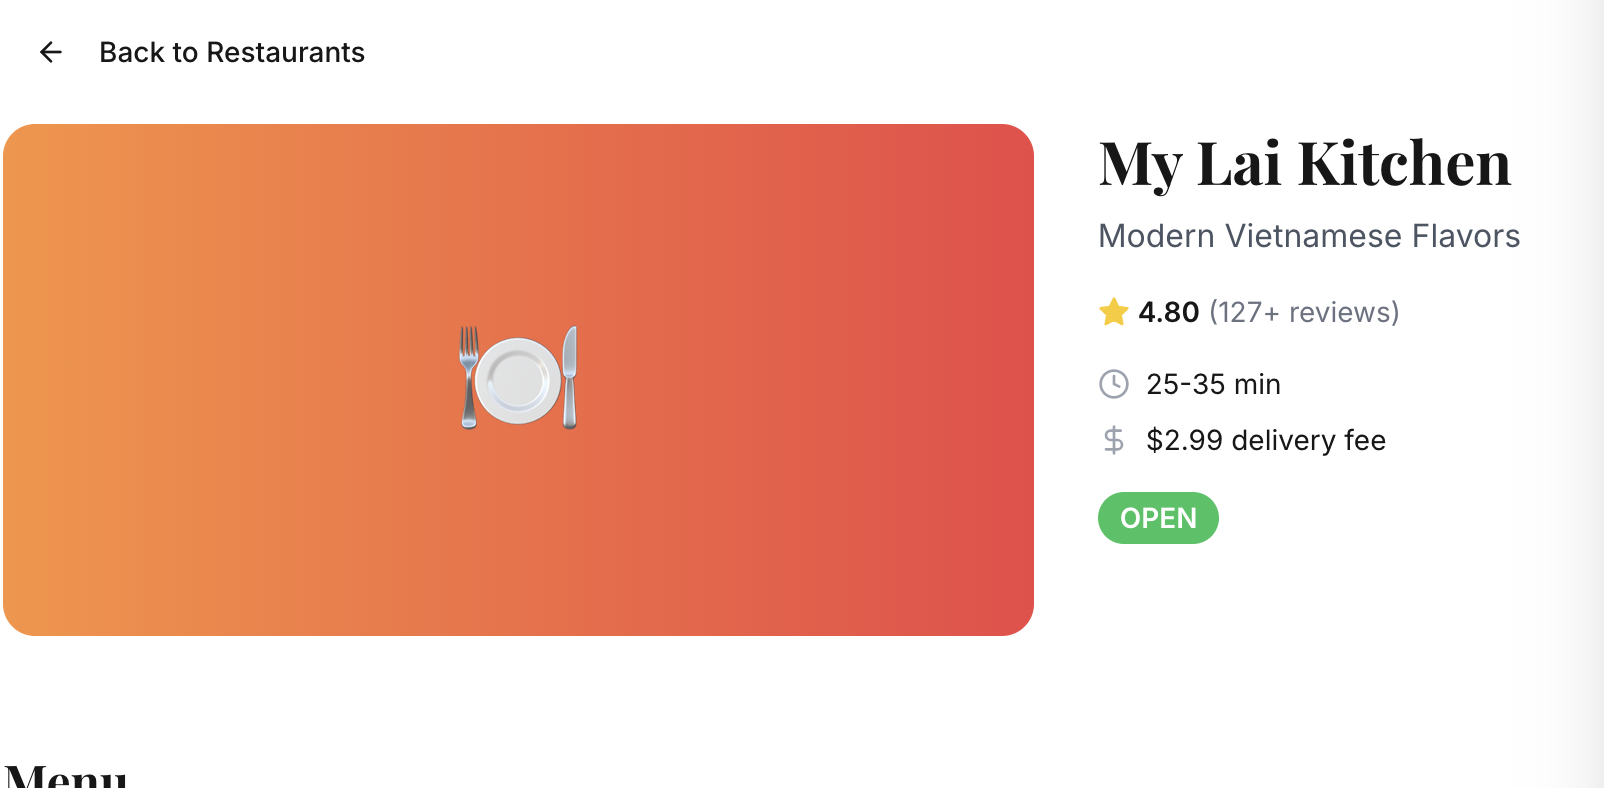 Back to Restaurants
My Lai Kitchen
Modern Vietnamese Flavors
4.80 (127+ reviews)
25-35 min
$2.99 delivery fee
OPEN
Menu